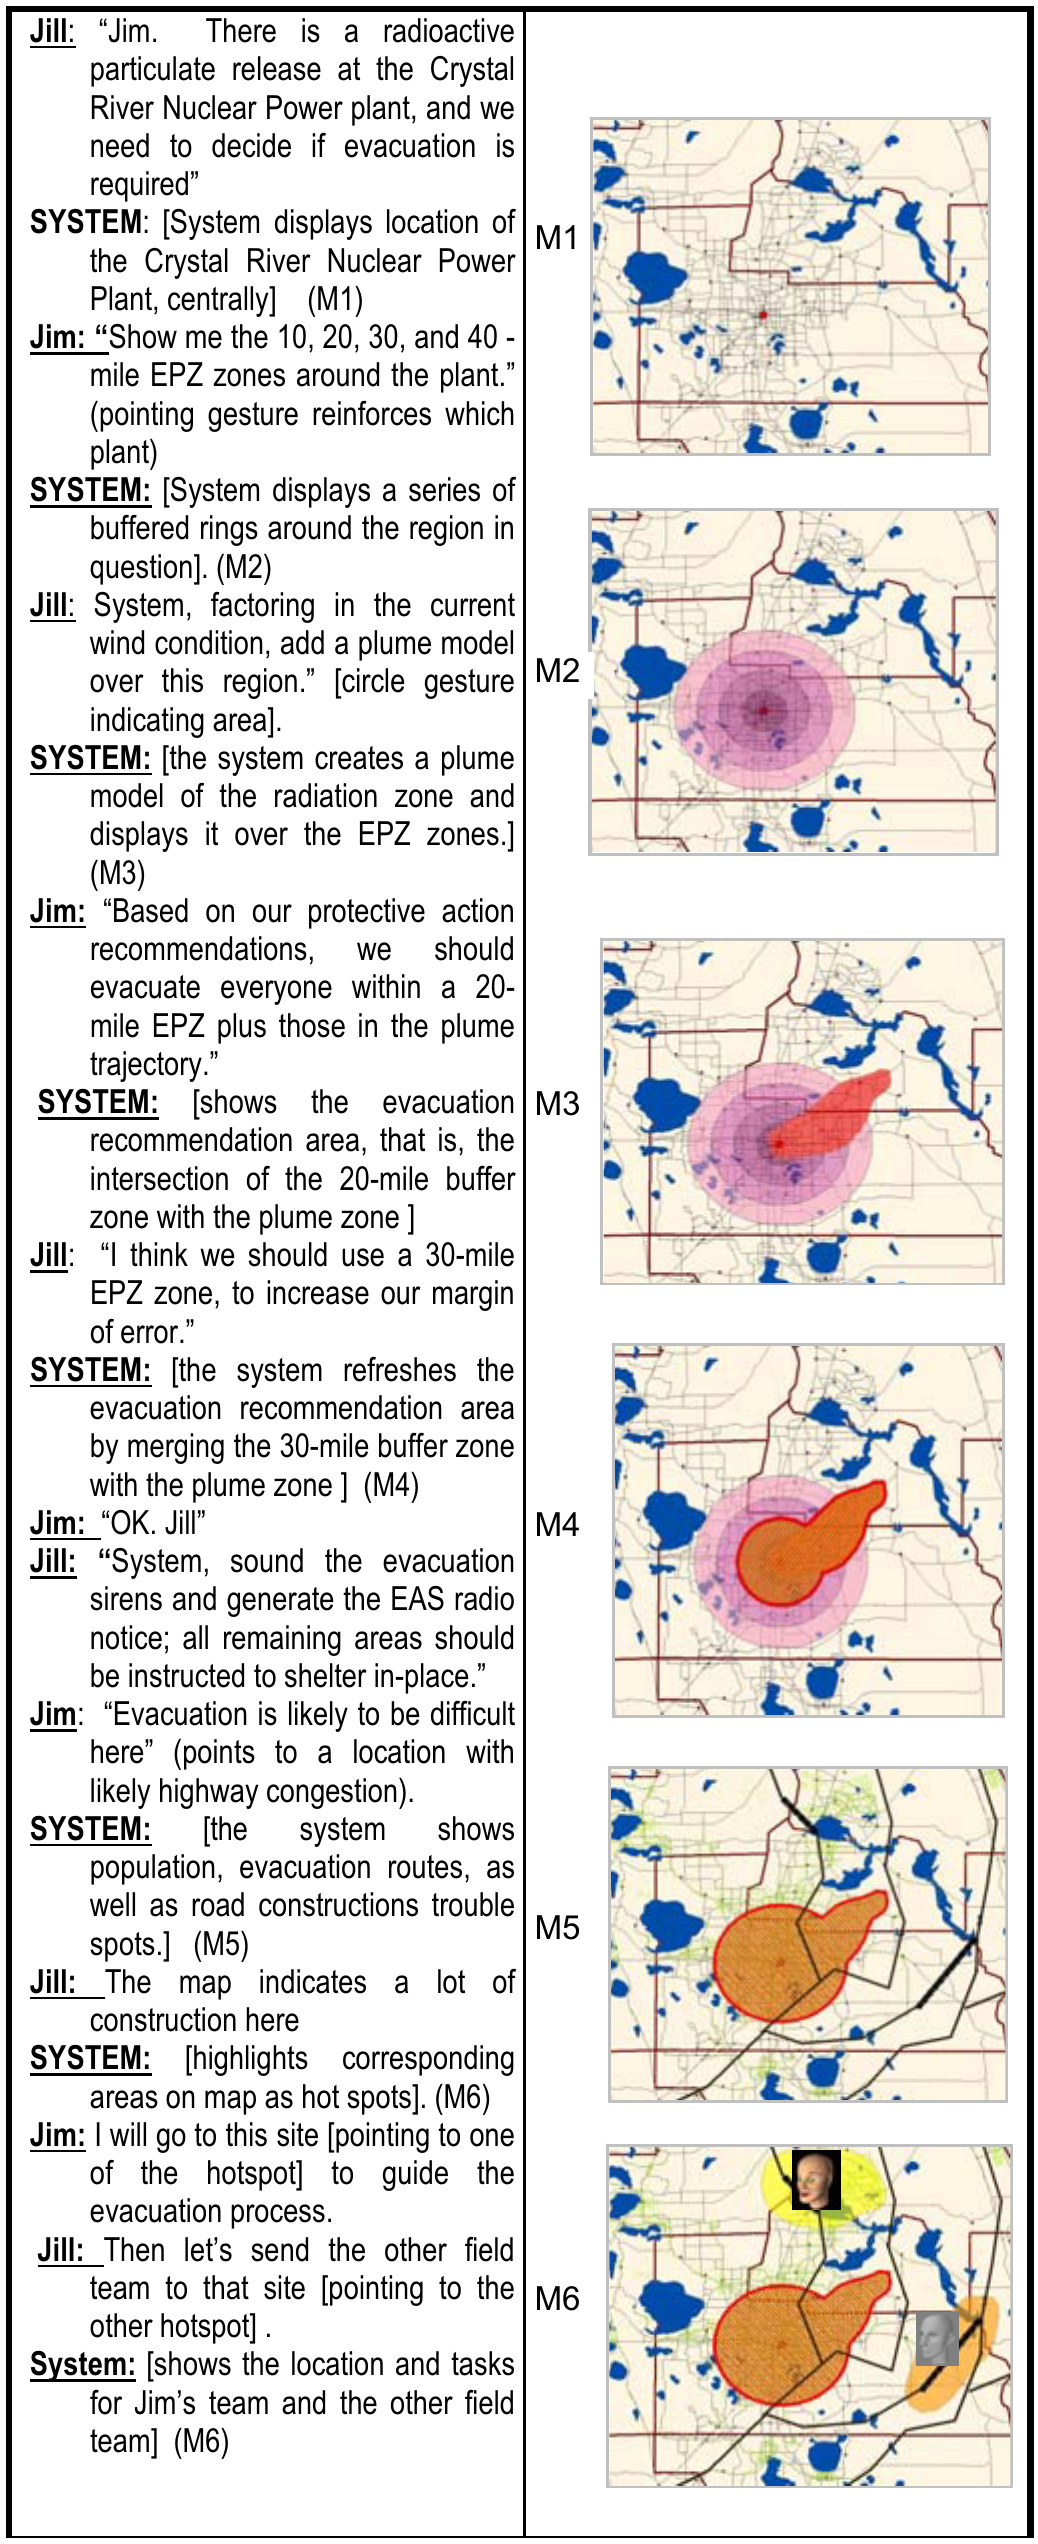 Jill: “Jim. There is a radioactive
particulate release at the Crystal
River Nuclear Power plant, and we
need to decide if evacuation is
required”
SYSTEM: [System displays location of
the Crystal River Nuclear Power
Plant, centrally] (M1)
Jim: “Show me the 10, 20, 30, and 40 -
mile EPZ zones around the plant.”
(pointing gesture reinforces which
plant)
SYSTEM: [System displays a series of
buffered rings around the region in
question]. (M2)
Jill: System, factoring in the current
wind condition, add a plume model
over this region.” [circle gesture
indicating area].
SYSTEM: [the system creates a plume
model of the radiation zone and
displays it over the EPZ zones.]
(M3)
Jim: “Based on our protective action
recommendations, we should
evacuate everyone within a 20-
mile EPZ plus those in the plume
trajectory.”
SYSTEM: [shows the evacuation
recommendation area, that is, the
intersection of the 20-mile buffer
zone with the plume zone ]
Jill: “I think we should use a 30-mile
EPZ zone, to increase our margin
of error.”
SYSTEM: [the system refreshes the
evacuation recommendation area
by merging the 30-mile buffer zone
with the plume zone ] (M4)
Jim: “OK. Jill”
Jill: “System, sound the evacuation
sirens and generate the EAS radio
notice; all remaining areas should
be instructed to shelter in-place.”
Jim: “Evacuation is likely to be difficult
here” (points to a location with
likely highway congestion).
SYSTEM: [the system shows
population, evacuation routes, as
well as road constructions trouble
spots.] (M5)
Jill: The map indicates a lot of
construction here
SYSTEM: [highlights corresponding
areas on map as hot spots]. (M6)
Jim: I will go to this site [pointing to one
of the hotspot] to guide the
evacuation process.
Jill: Then let’s send the other field
team to that site [pointing to the
other hotspot] .
System: [shows the location and tasks
for Jim’s team and the other field
team] (M6)
M1
M2
M3
M4
M5
M6